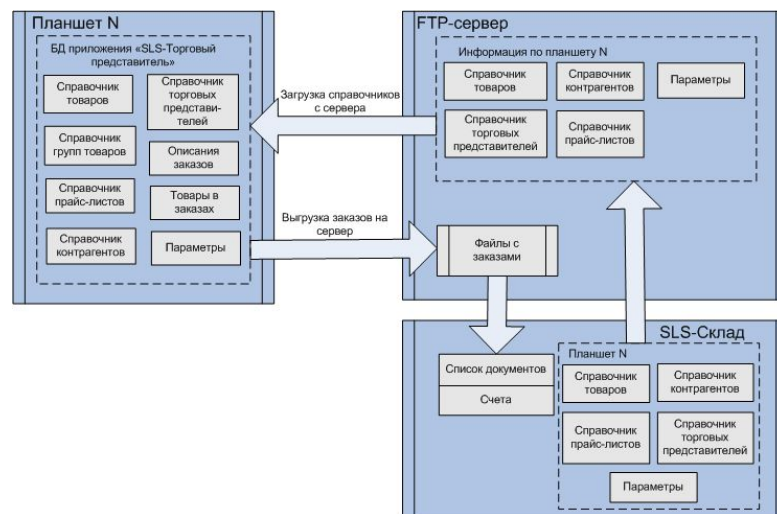 Планшет N
БД приложения «SLS-Торговый
представитель»
Справочник
товаров
Справочник
торговых
представи-
телей
Справочник
групп товаров
Описания
заказов
Справочник
прайс-листов
Товары в
заказах
Справочник
контрагентов
Параметры
Загрузка справочников
с сервера
Выгрузка заказов на
сервер
FTP-сервер
Информация по планшету N
Справочник
товаров
Справочник
контрагентов
Параметры
Справочник
торговых
представителей
Справочник
прайс-листов
Файлы с
заказами
SLS-Склад
Список документов
Счета
Планшет N
Справочник
товаров
Справочник
контрагентов
Справочник
прайс-листов
Справочник
торговых
представителей
Параметры